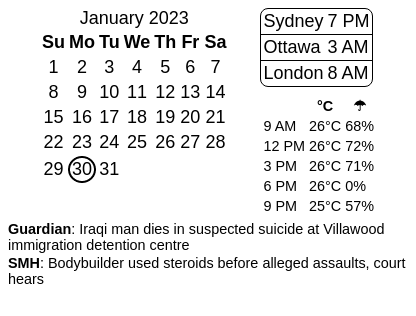 January 2023
Su Mo Tu We Th Fr Sa
1 2 3 4 5 6 7
8 9 10 11 12 13 14
15 16 17 18 19 20 21
22 23 24 25 26 27 28
29 30 31
Sydney 7 PM
Ottawa 3 AM
London 8 AM
°C ☂
9 AM 26°C 68%
12 PM 26°C 72%
3 PM 26°C 71%
6 PM 26°C 0%
9 PM 25°C 57%
Guardian: Iraqi man dies in suspected suicide at Villawood
immigration detention centre
SMH: Bodybuilder used steroids before alleged assaults, court
hears